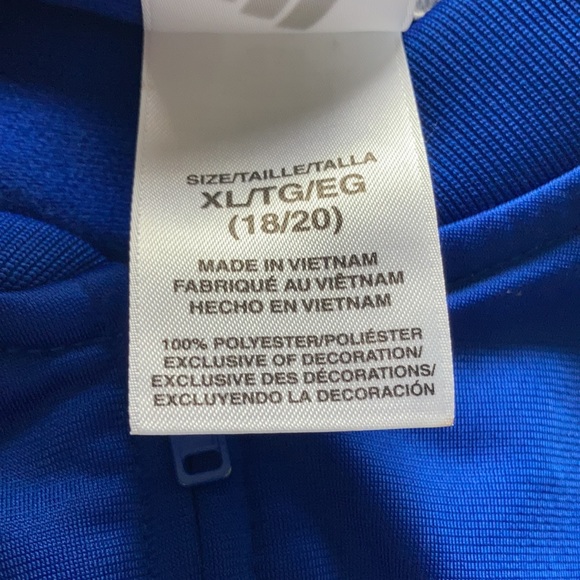 SIZE/TAILLE/TALLA
XL/TG/EG
(18/20)
MADE IN VIETNAM
FABRIQUÉ AU VIÊTNAM
HECHO EN VIETNAM
100% POLYESTER/POLIÉSTER
EXCLUSIVE OF DECORATION/
EXCLUSIVE DES DÉCORATIONS/
EXCLUYENDO LA DECORACIÓN